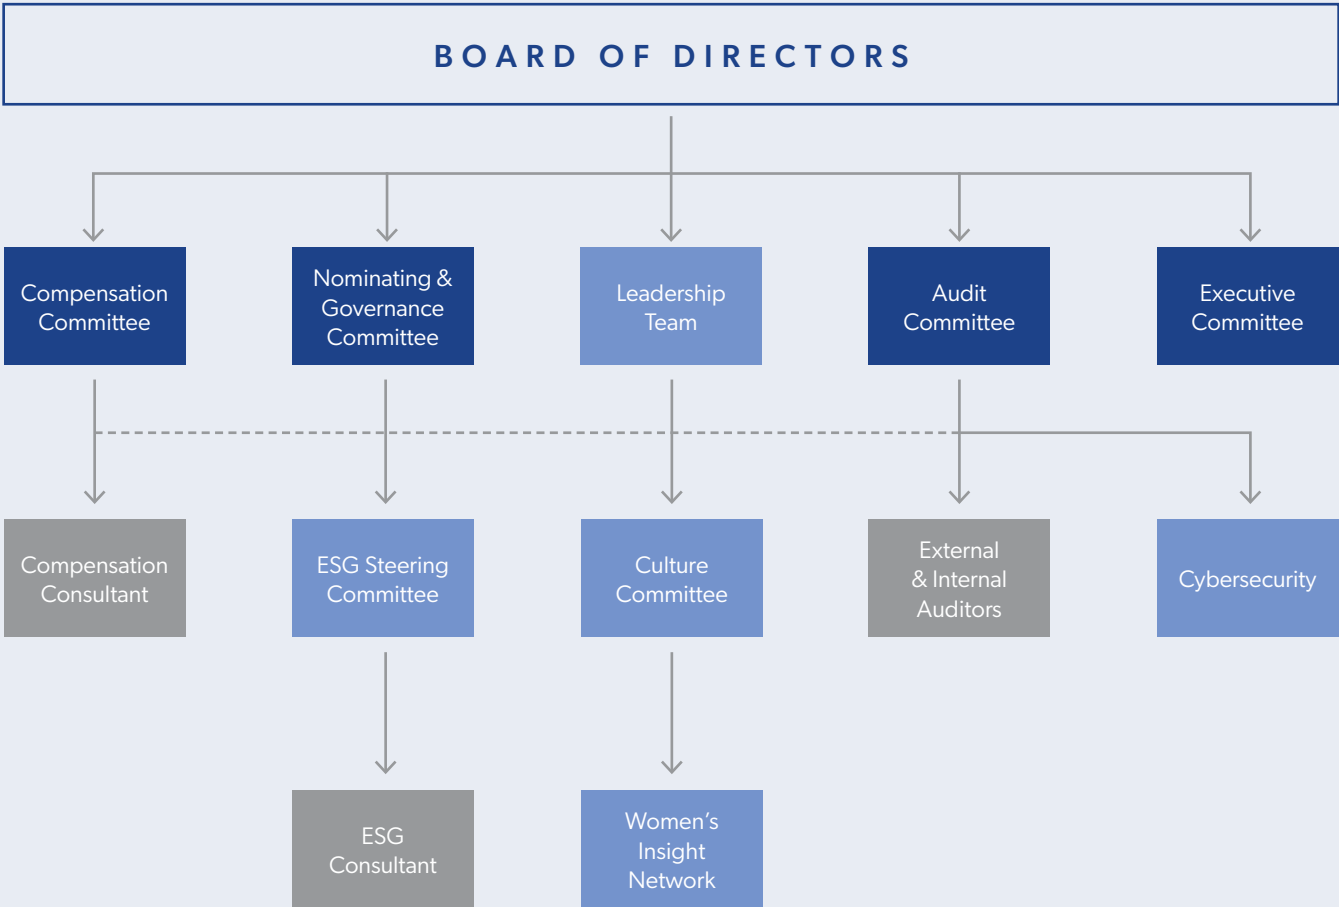 BOARD OF DIRECTORS
Compensation
Committee
Nominating &
Governance
Committee
Leadership
Team
Audit
Committee
Executive
Committee
Compensation
Consultant
ESG Steering
Committee
Culture
Committee
External
& Internal
Auditors
Cybersecurity
ESG
Consultant
Women’s
Insight
Network